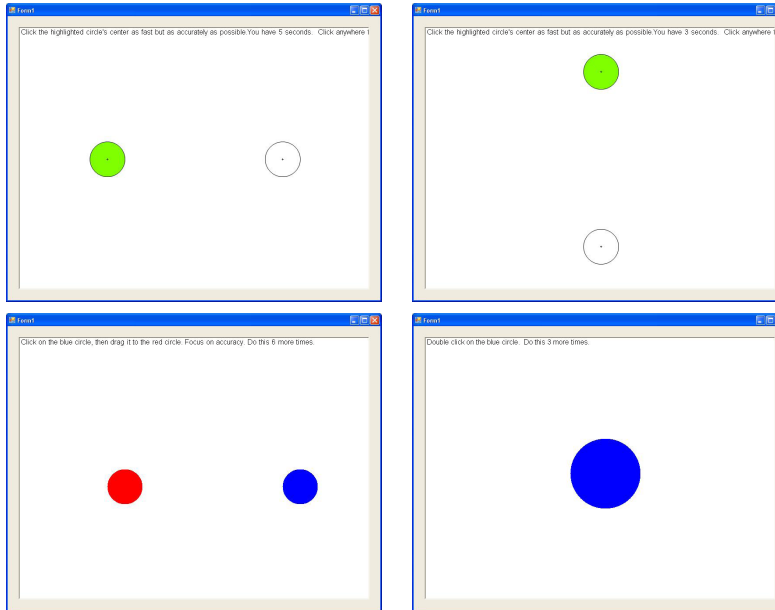 Form1
Click the highlighted circle's center as fast but as accurately as possible.You have 5 seconds.  Click anywhere
Form1
Click the highlighted circle's center as fast but as accurately as possible.You have 3 seconds.  Click anywhere
Form1
Click on the blue circle, then drag it to the red circle. Focus on accuracy. Do this 6 more times.
Form1
Double click on the blue circle.  Do this 3 more times.